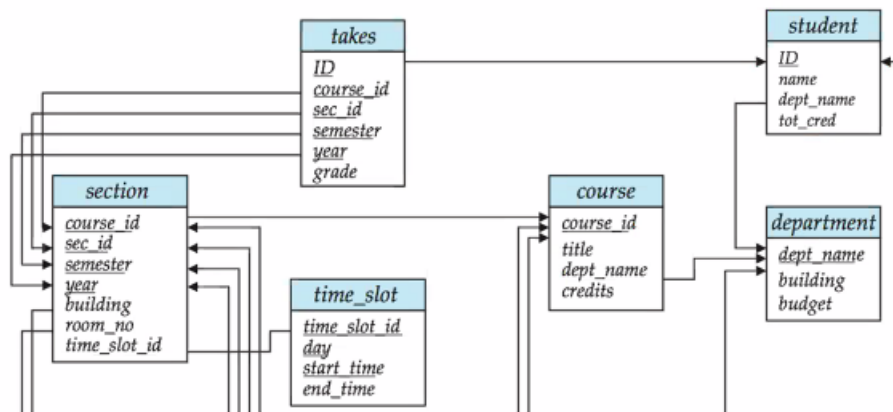 takes
ID
course_id
sec_id
semester
year
grade
student
ID
name
dept_name
tot_cred
section
course_id
sec_id
semester
year
building
room_no
time_slot_id
course
course_id
title
dept_name
credits
department
dept_name
building
budget
time_slot
time_slot_id
day
start_time
end_time